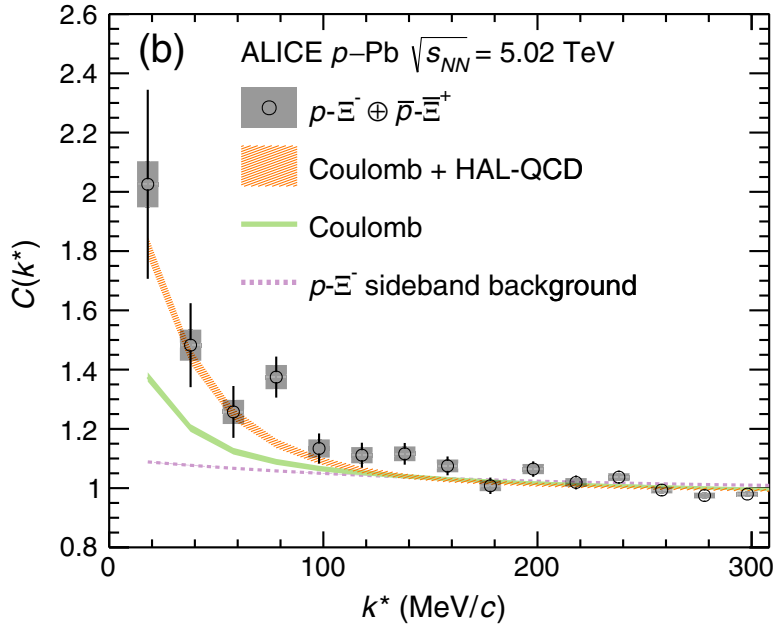 (b) ALICE p–Pb √s_NN = 5.02 TeV
p-Ξ⁻ ⊕ p̄-Ξ̄⁺
Coulomb + HAL-QCD
Coulomb
p-Ξ⁻ sideband background
C(k*)
2.6
2.4
2.2
2
1.8
1.6
1.4
1.2
1
0.8
0 100 200 300
k* (MeV/c)